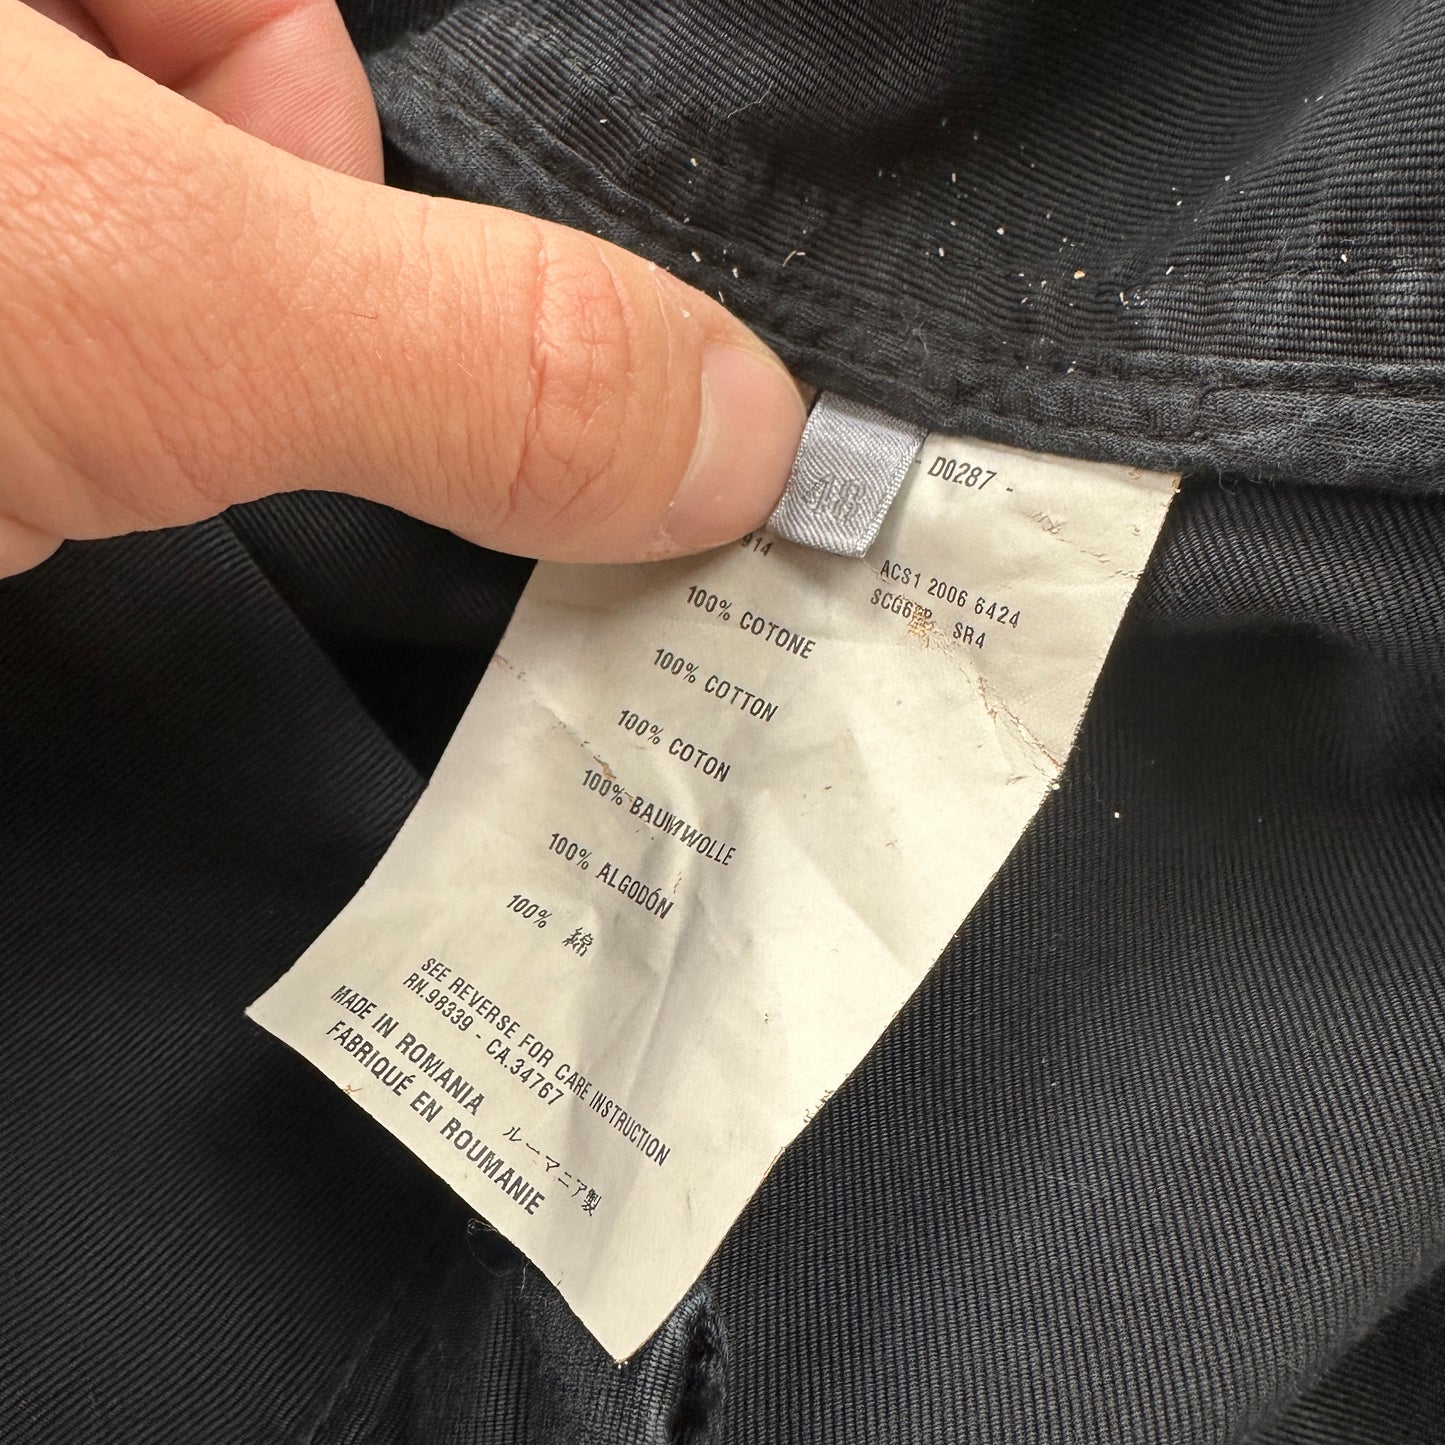 - D0287 -
914
ACS1 2006 6424
SR4
100% COTONE
100% COTTON
100% COTON
100% BAUMWOLLE
100% ALGODÓN
100% 綿
SEE REVERSE FOR CARE INSTRUCTION
RN.98339 - CA.34767
MADE IN ROMANIA ルーマニア製
FABRIQUÉ EN ROUMANIE